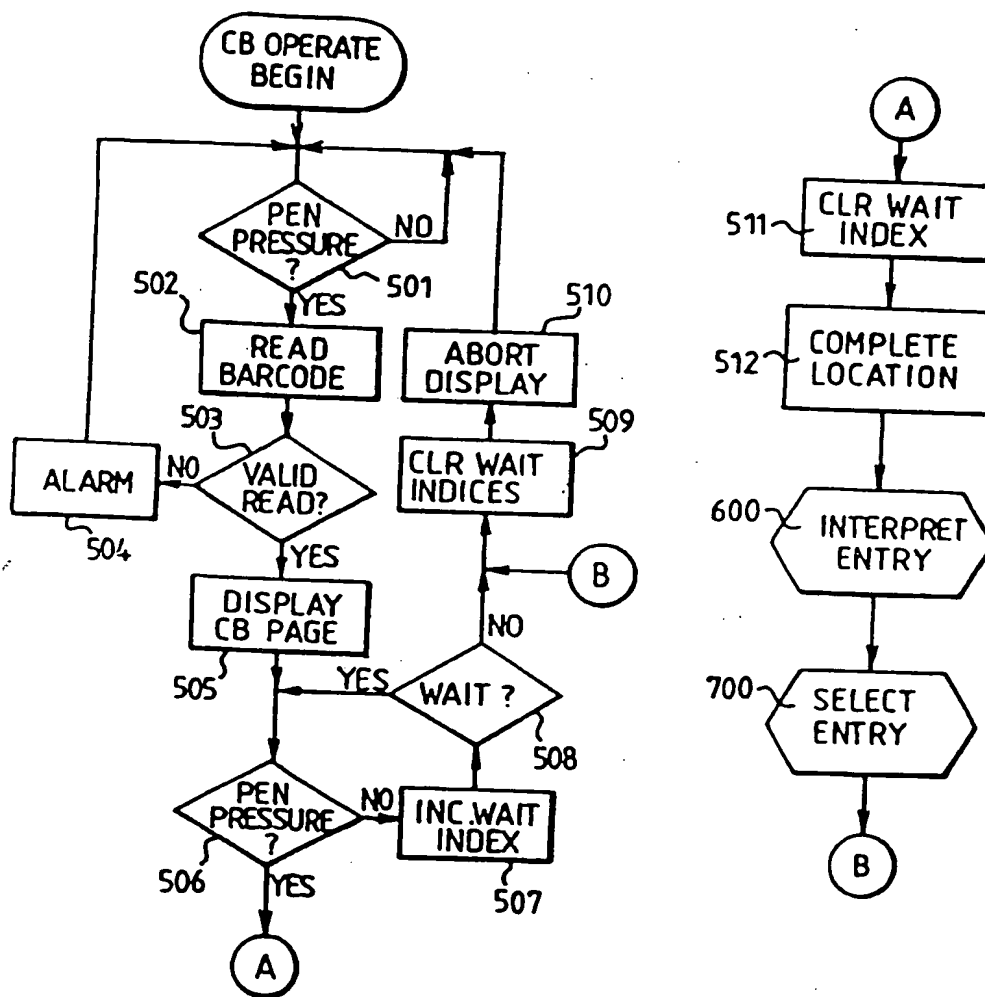 CB OPERATE
BEGIN
PEN
PRESSURE
?
NO
501
YES
502
READ
BARCODE
503
VALID
READ?
NO
ALARM
504
YES
DISPLAY
CB PAGE
505
PEN
PRESSURE
?
506
NO
YES
A
INC.WAIT
INDEX
507
WAIT ?
508
YES
NO
B
CLR WAIT
INDICES
509
ABORT
DISPLAY
510
A
511
CLR WAIT
INDEX
512
COMPLETE
LOCATION
600
INTERPRET
ENTRY
700
SELECT
ENTRY
B